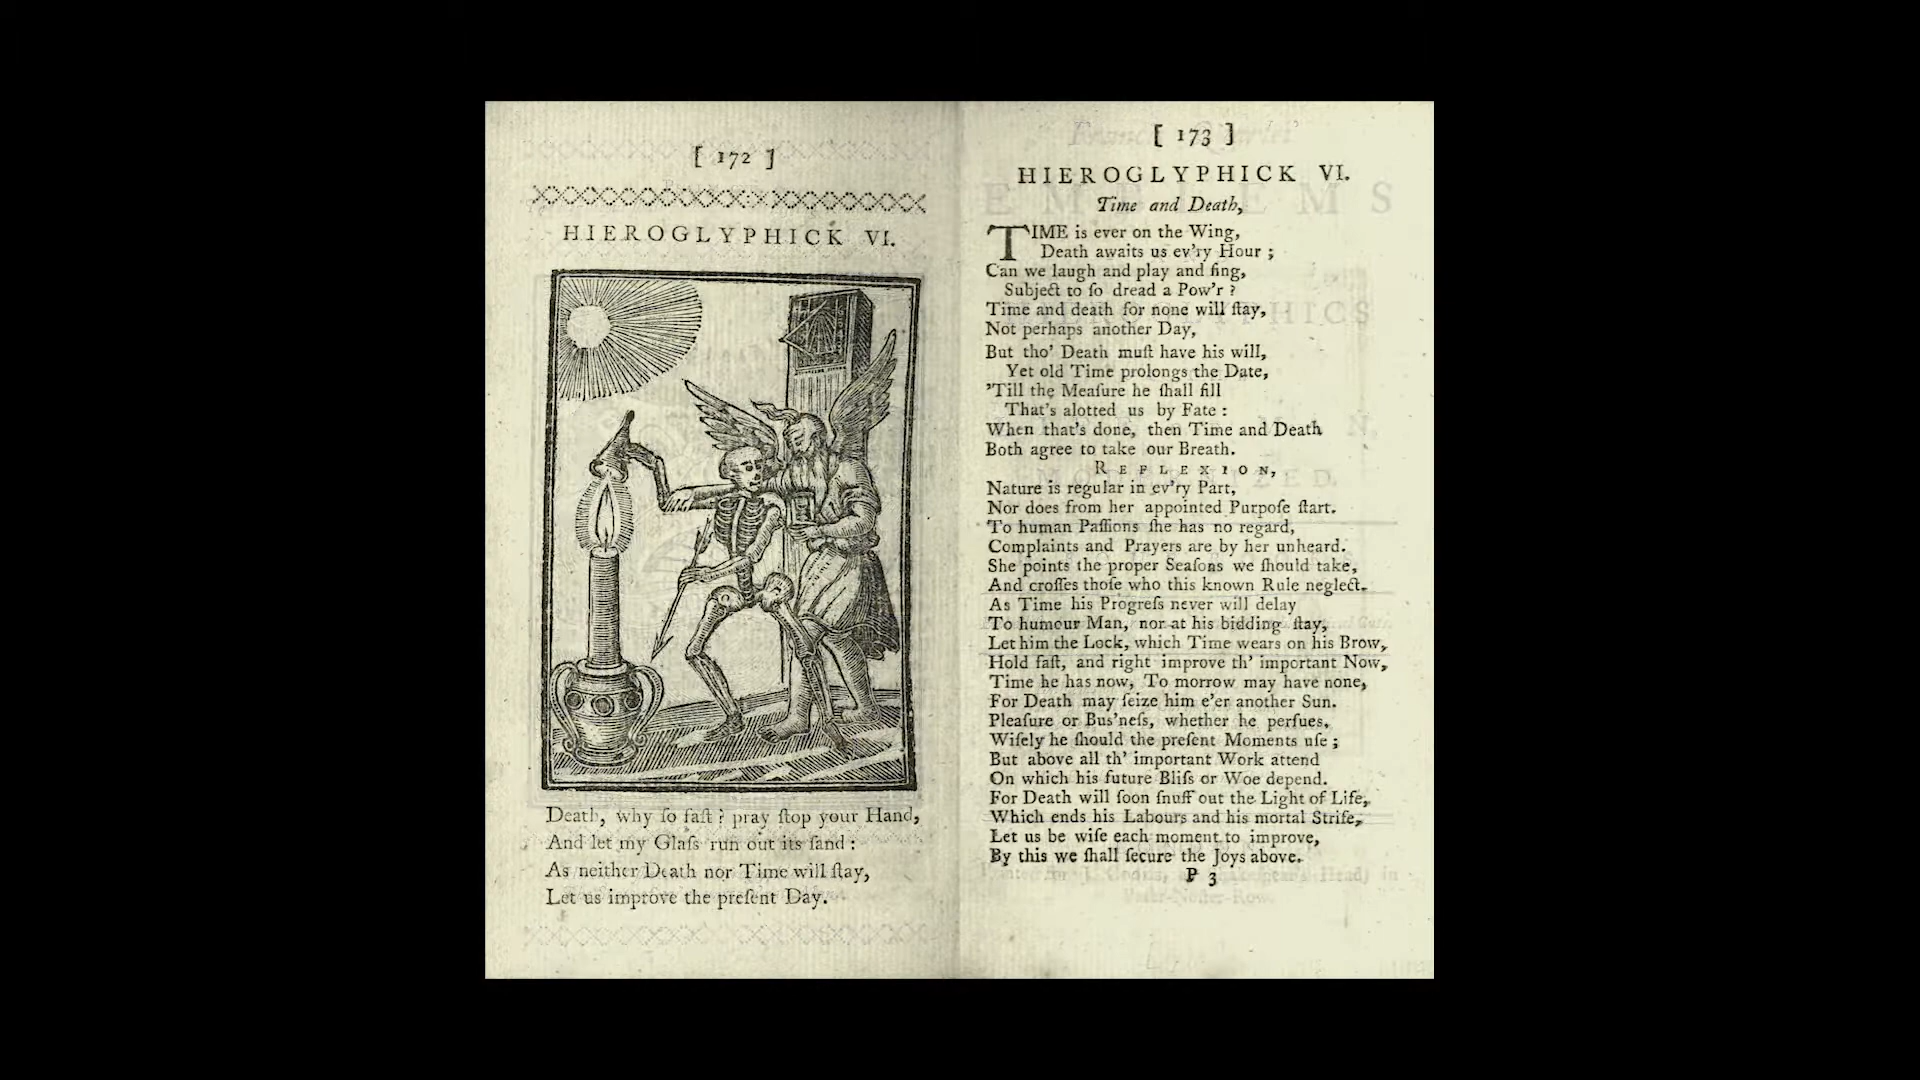 [ 172 ]
HIEROGLYPHICK VI.
Death, why ſo faſt ? pray ſtop your Hand,
And let my Glaſs run out its ſand :
As neither Death nor Time will ſtay,
Let us improve the preſent Day.
[ 173 ]
HIEROGLYPHICK VI.
Time and Death,
TIME is ever on the Wing,
Death awaits us ev'ry Hour ;
Can we laugh and play and ſing,
Subject to ſo dread a Pow'r ?
Time and death for none will ſtay,
Not perhaps another Day,
But tho' Death muſt have his will,
Yet old Time prolongs the Date,
'Till the Meaſure he ſhall fill
That's alotted us by Fate :
When that's done, then Time and Death
Both agree to take our Breath.
REFLEXION,
Nature is regular in ev'ry Part,
Nor does from her appointed Purpoſe ſtart.
To human Paſſions ſhe has no regard,
Complaints and Prayers are by her unheard.
She points the proper Seaſons we ſhould take,
And croſſes thoſe who this known Rule neglect.
As Time his Progreſs never will delay
To humour Man, nor at his bidding ſtay,
Let him the Lock, which Time wears on his Brow,
Hold faſt, and right improve th' important Now,
Time he has now, To morrow may have none,
For Death may ſeize him e'er another Sun.
Pleaſure or Bus'neſs, whether he perſues,
Wiſely he ſhould the preſent Moments uſe ;
But above all th' important Work attend
On which his future Bliſs or Woe depend.
For Death will ſoon ſnuff out the Light of Life,
Which ends his Labours and his mortal Strife,
Let us be wiſe each moment to improve,
By this we ſhall ſecure the Joys above.
P 3